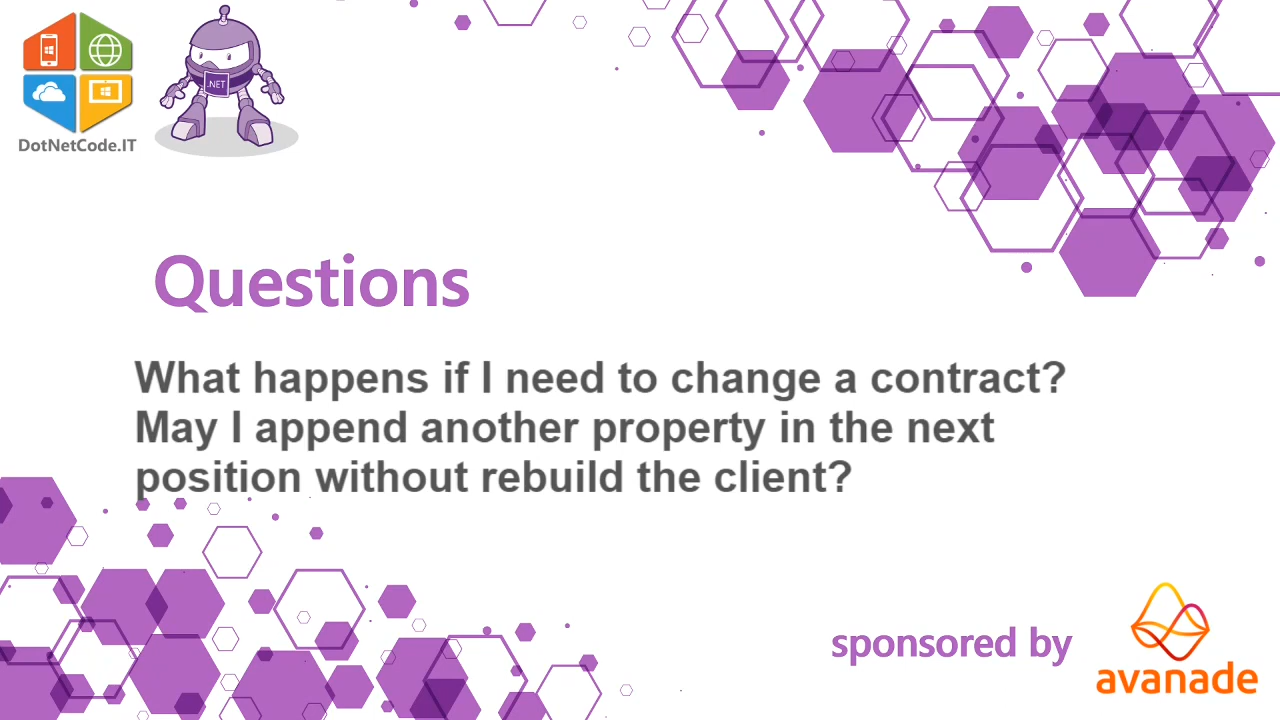 .NET
DotNetCode.IT
Questions
What happens if I need to change a contract?
May I append another property in the next
position without rebuild the client?
sponsored by
avanade